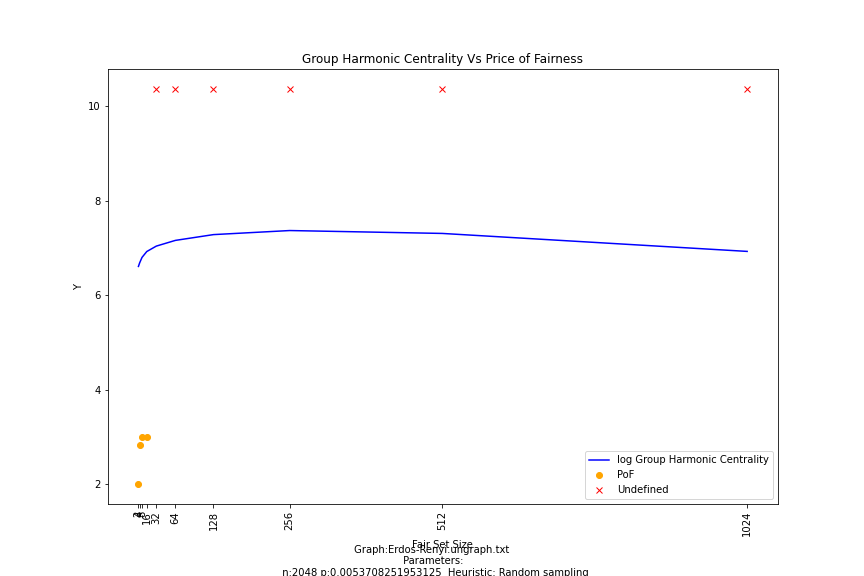 Group Harmonic Centrality Vs Price of Fairness
10
8
6
4
2
Y
log Group Harmonic Centrality
PoF
Undefined
16 32 64 128 256 512 1024
Fair Set Size
Graph:Erdos-Renyi.ungraph.txt
Parameters:
n:2048 p:0.0053708251953125 Heuristic: Random sampling